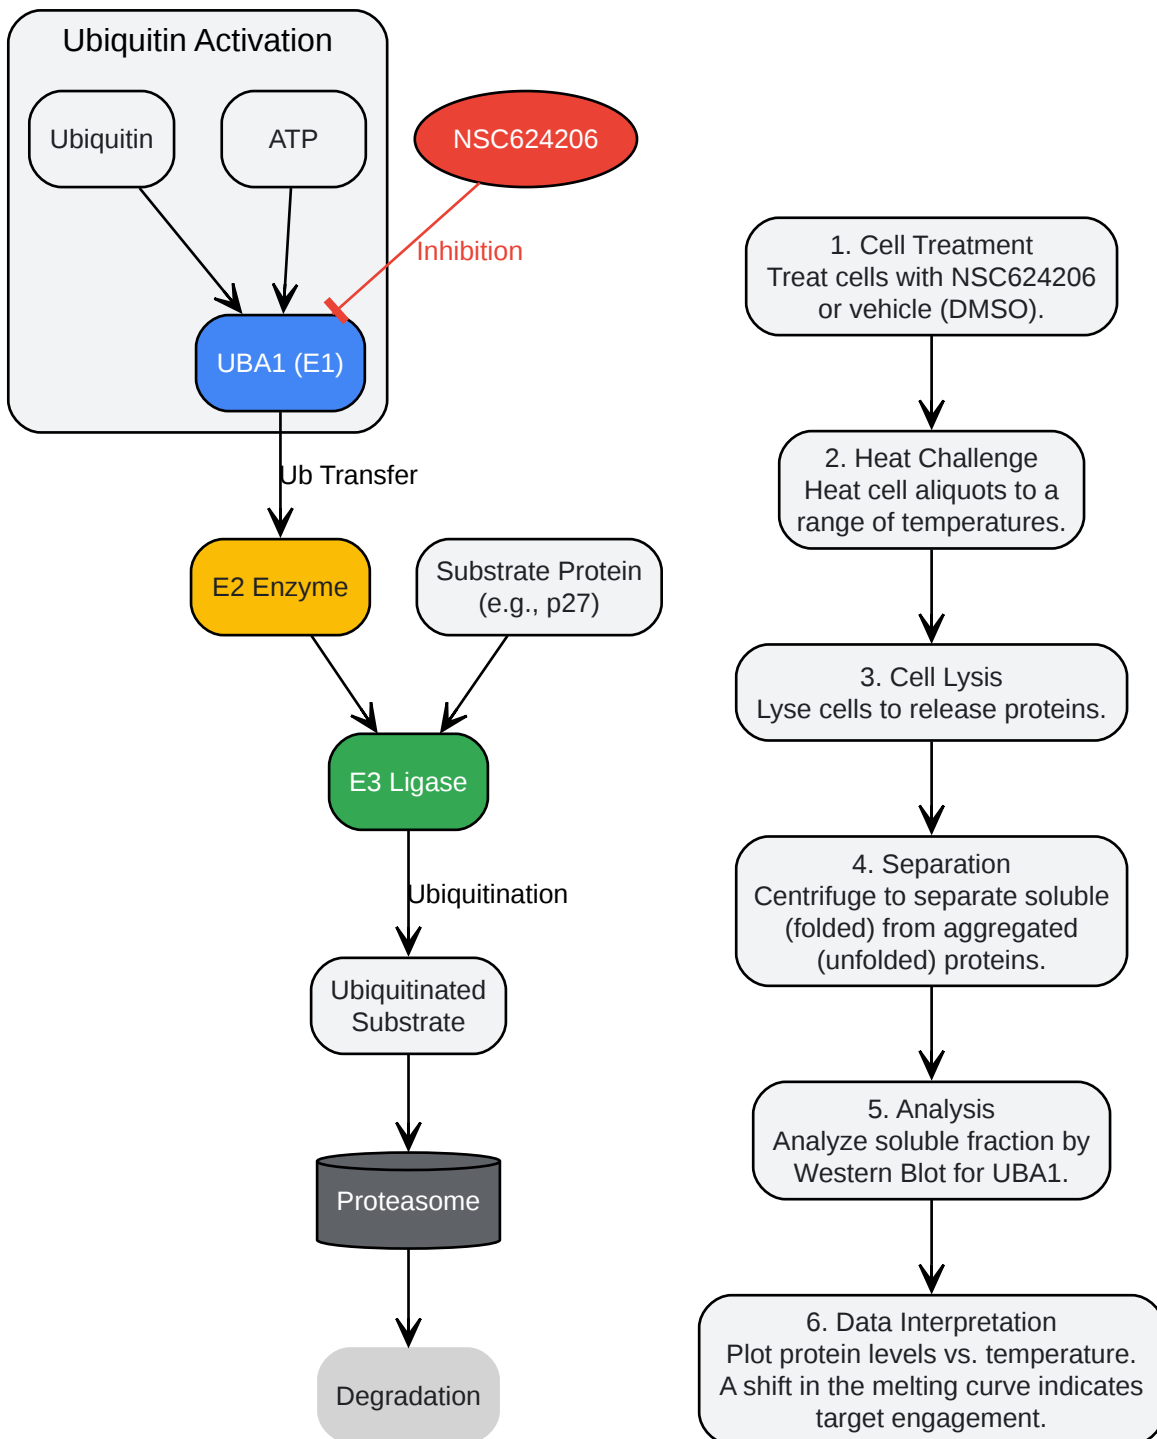 Ubiquitin Activation
Ubiquitin
ATP
NSC624206
Inhibition
UBA1 (E1)
Ub Transfer
E2 Enzyme
Substrate Protein
(e.g., p27)
E3 Ligase
Ubiquitination
Ubiquitinated
Substrate
Proteasome
Degradation
1. Cell Treatment
Treat cells with NSC624206
or vehicle (DMSO).
2. Heat Challenge
Heat cell aliquots to a
range of temperatures.
3. Cell Lysis
Lyse cells to release proteins.
4. Separation
Centrifuge to separate soluble
(folded) from aggregated
(unfolded) proteins.
5. Analysis
Analyze soluble fraction by
Western Blot for UBA1.
6. Data Interpretation
Plot protein levels vs. temperature.
A shift in the melting curve indicates
target engagement.